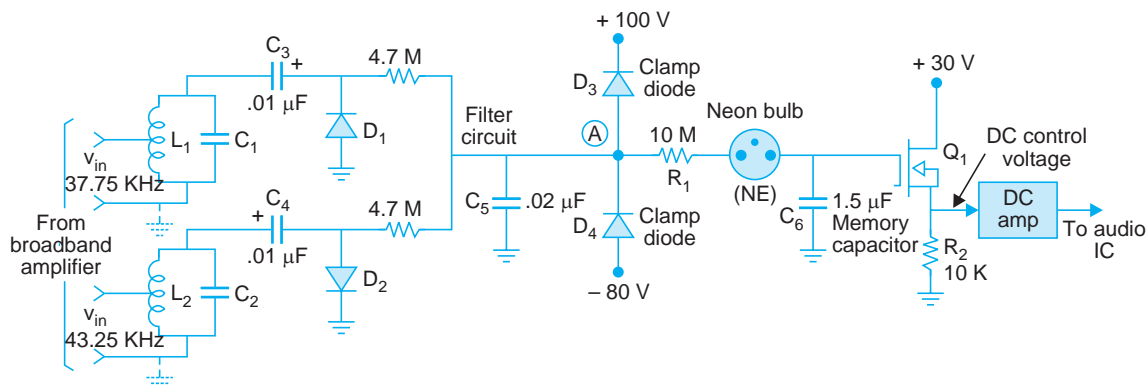 + 100 V
C3
+
.01 µF
4.7 M
D3
Clamp
diode
+ 30 V
Filter
circuit
A
10 M
R1
Neon bulb
(NE)
Q1
DC control
voltage
L1
C1
D1
vin
37.75 KHz
From
broadband
amplifier
C4
+
.01 µF
4.7 M
C5
.02 µF
D4
Clamp
diode
– 80 V
C6
1.5 µF
Memory
capacitor
R2
10 K
DC
amp
To audio
IC
L2
C2
D2
vin
43.25 KHz